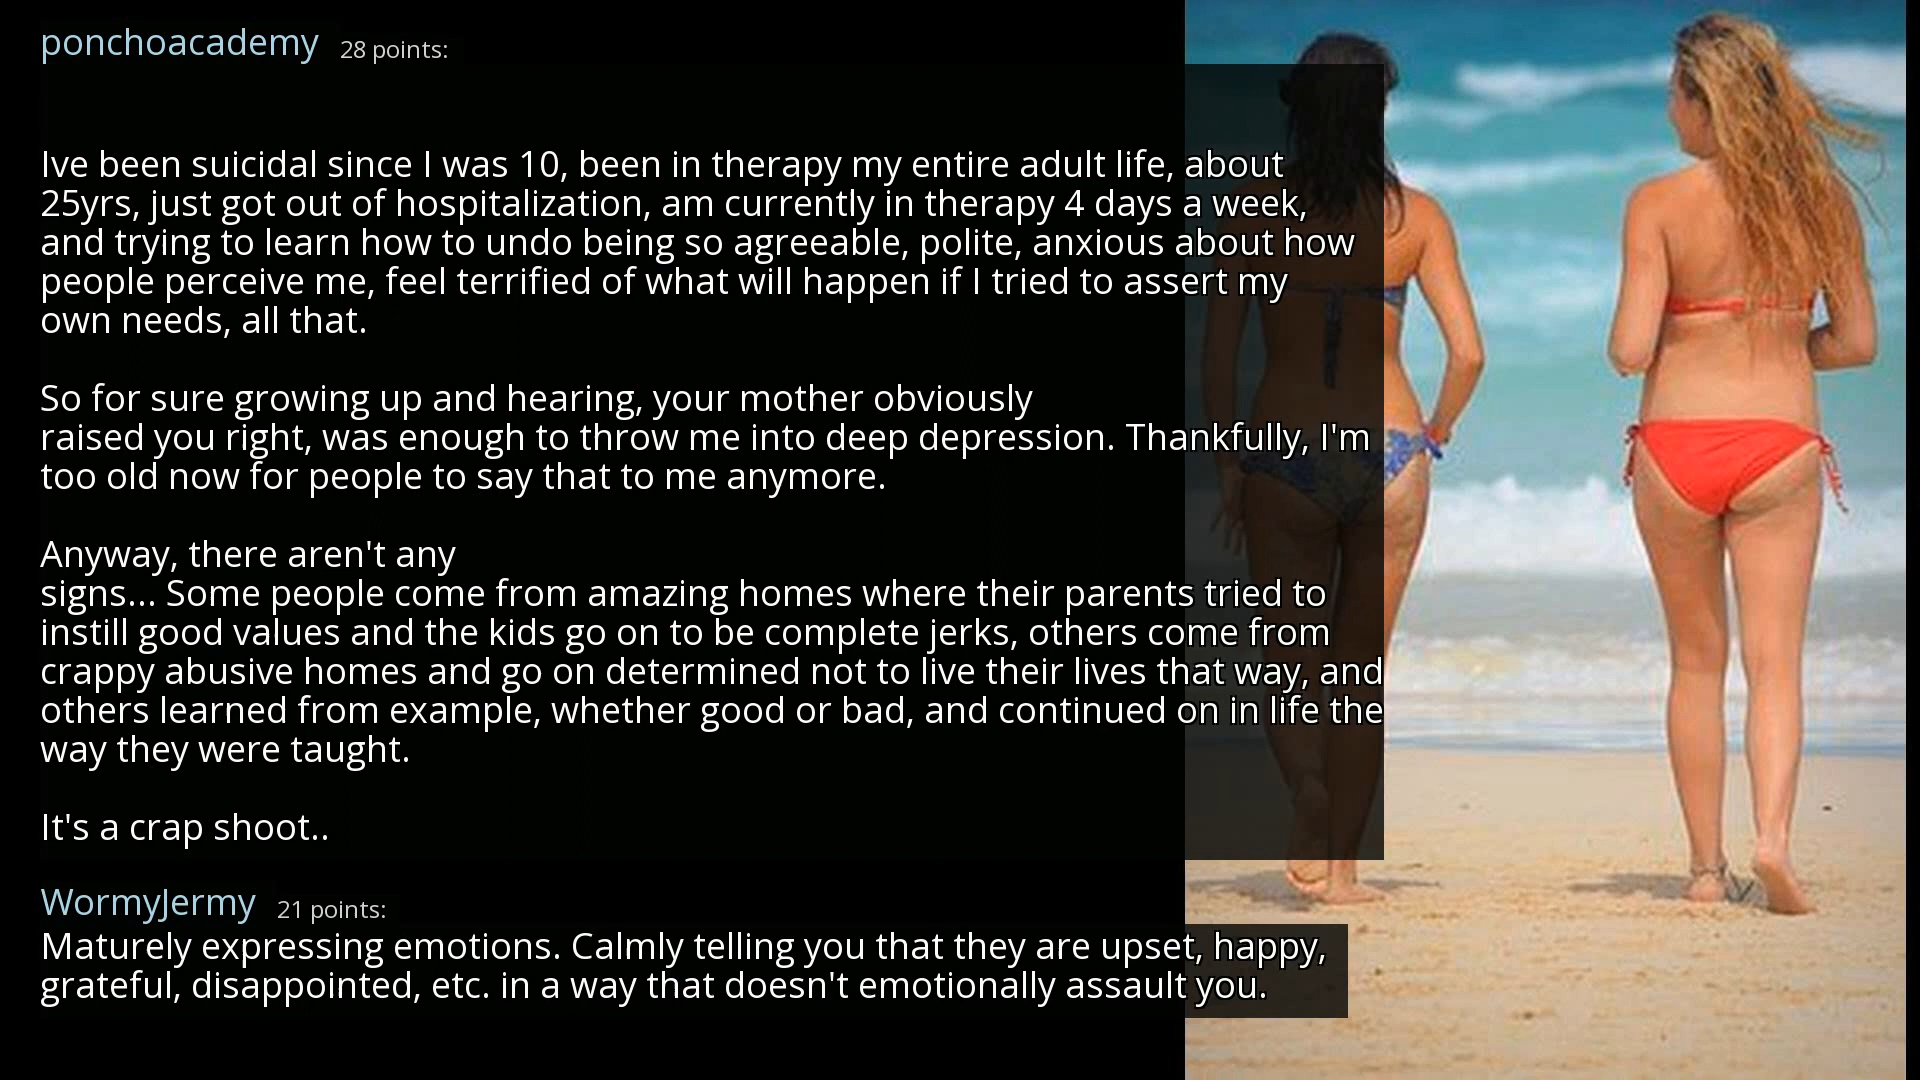 ponchoacademy 28 points:
Ive been suicidal since I was 10, been in therapy my entire adult life, about
25yrs, just got out of hospitalization, am currently in therapy 4 days a week,
and trying to learn how to undo being so agreeable, polite, anxious about how
people perceive me, feel terrified of what will happen if I tried to assert my
own needs, all that.
So for sure growing up and hearing, your mother obviously
raised you right, was enough to throw me into deep depression. Thankfully, I'm
too old now for people to say that to me anymore.
Anyway, there aren't any
signs... Some people come from amazing homes where their parents tried to
instill good values and the kids go on to be complete jerks, others come from
crappy abusive homes and go on determined not to live their lives that way, and
others learned from example, whether good or bad, and continued on in life the
way they were taught.
It's a crap shoot..
WormyJermy 21 points:
Maturely expressing emotions. Calmly telling you that they are upset, happy,
grateful, disappointed, etc. in a way that doesn't emotionally assault you.